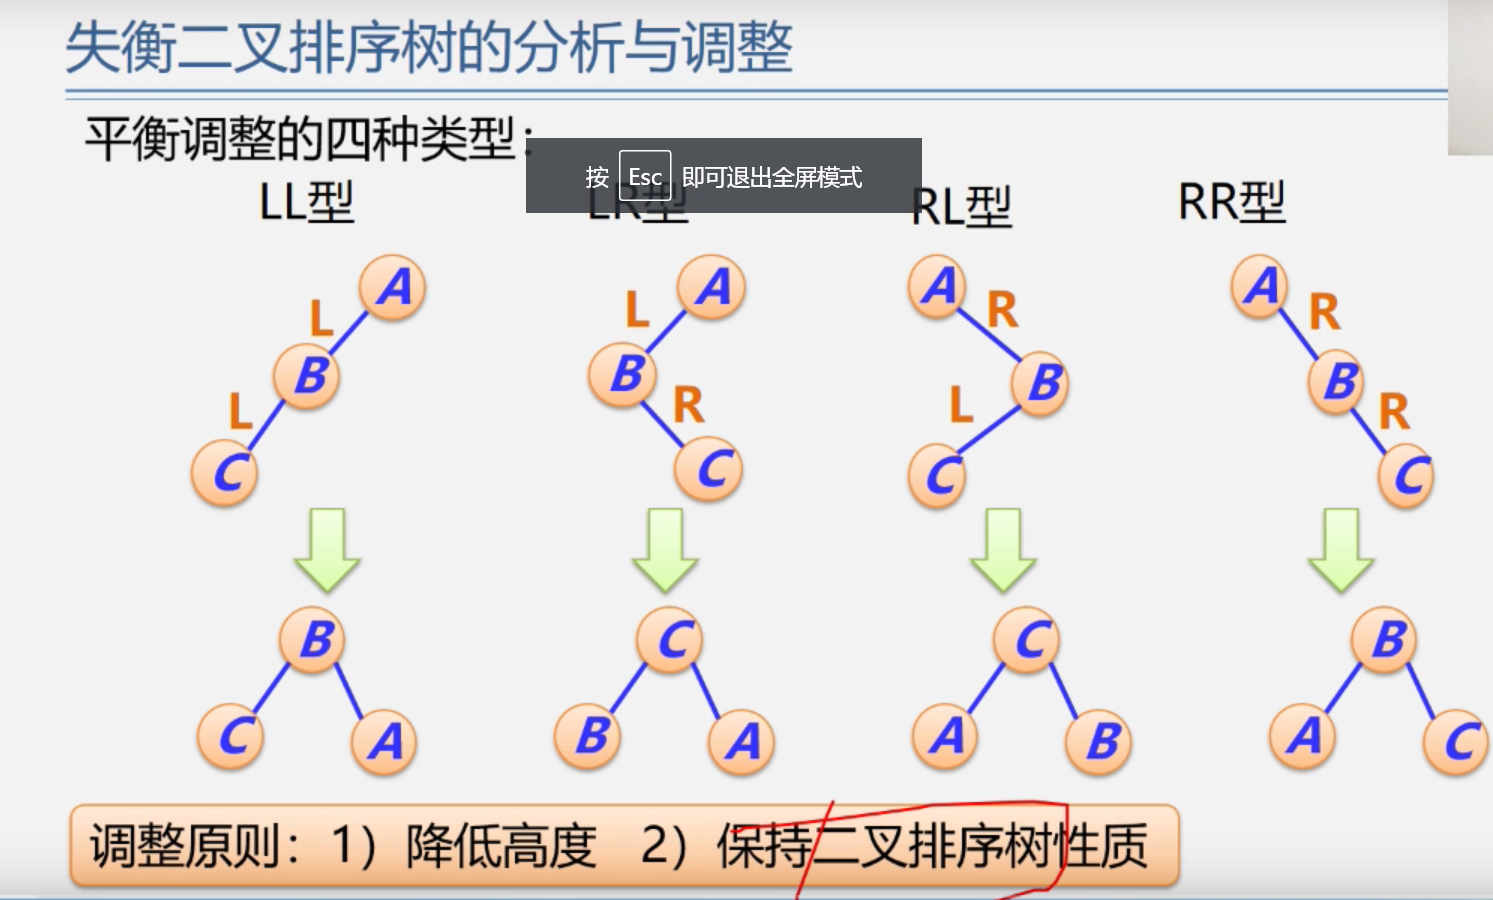 失衡二叉排序树的分析与调整
平衡调整的四种类型：
按 Esc 即可退出全屏模式
LL型 LR型 RL型 RR型
A A A A
L L R R
B B B B
L R L R
C C C C
B C C B
C A B A A B A C
调整原则：1）降低高度 2）保持二叉排序树性质